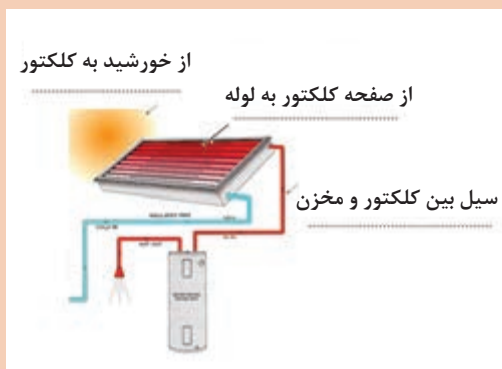 از خورشید به کلکتور
از صفحه کلکتور به لوله
سیل بین کلکتور و مخزن